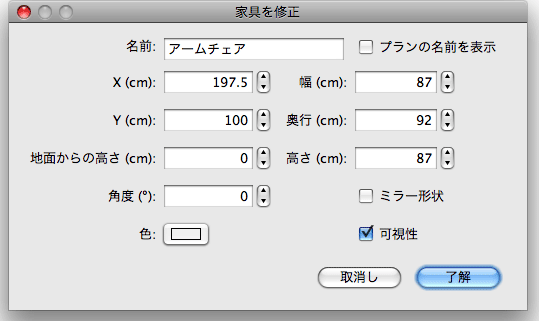 家具を修正
名前: アームチェア プランの名前を表示
X (cm): 197.5 幅 (cm): 87
Y (cm): 100 奥行 (cm): 92
地面からの高さ (cm): 0 高さ (cm): 87
角度 (°): 0 ミラー形状
色: 可視性
取消し 了解